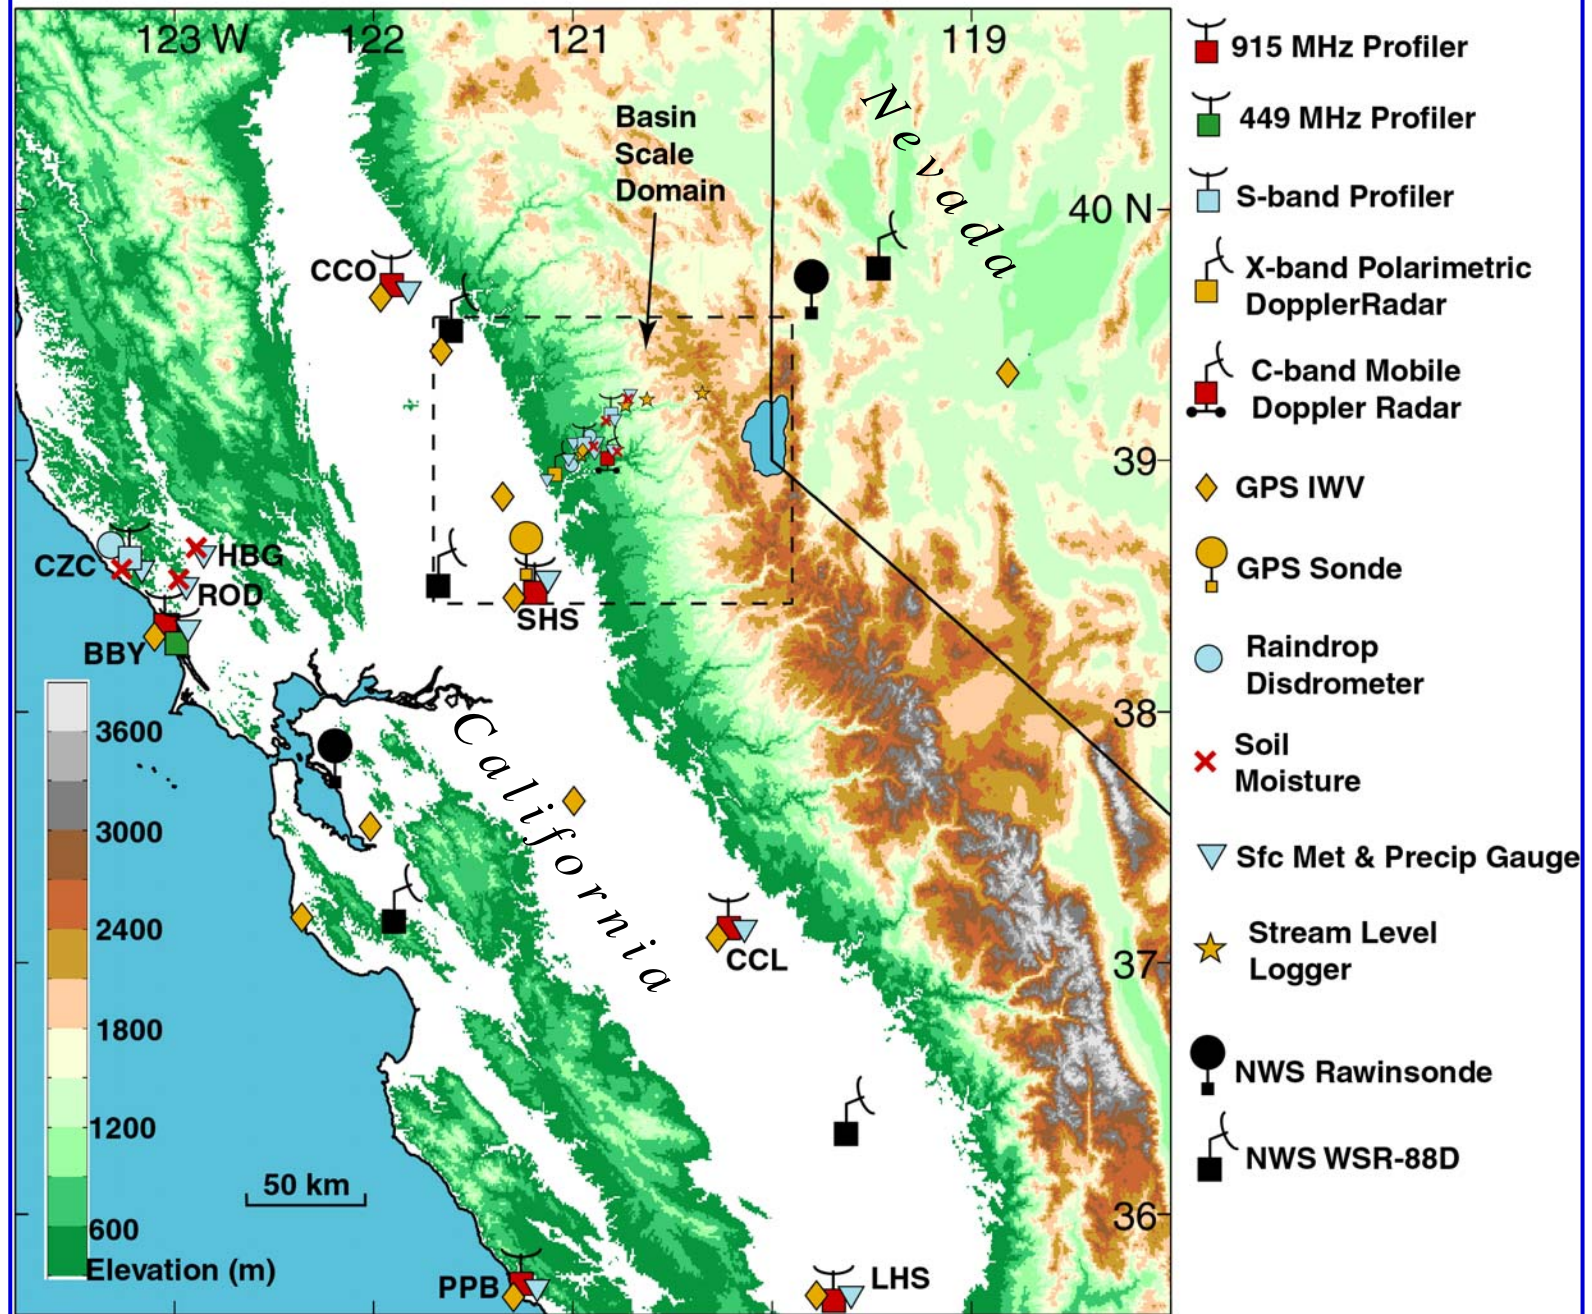 123 W
122
121
119
Basin
Scale
Domain
Nevada
40 N
39
38
37
36
CCO
CZC
HBG
ROD
BBY
SHS
California
CCL
PPB
LHS
3600
3000
2400
1800
1200
600
Elevation (m)
50 km
915 MHz Profiler
449 MHz Profiler
S-band Profiler
X-band Polarimetric
DopplerRadar
C-band Mobile
Doppler Radar
GPS IWV
GPS Sonde
Raindrop
Disdrometer
Soil
Moisture
Sfc Met & Precip Gauge
Stream Level
Logger
NWS Rawinsonde
NWS WSR-88D